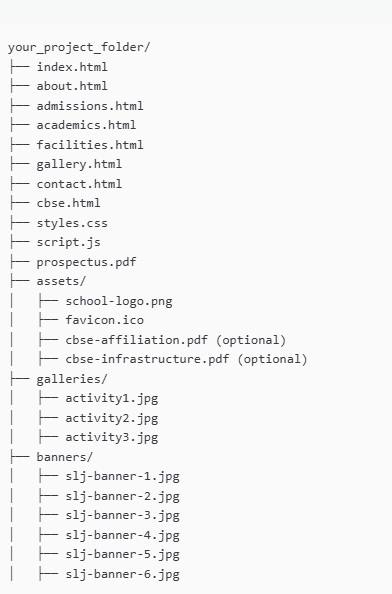 your_project_folder/
├── index.html
├── about.html
├── admissions.html
├── academics.html
├── facilities.html
├── gallery.html
├── contact.html
├── cbse.html
├── styles.css
├── script.js
├── prospectus.pdf
├── assets/
│   ├── school-logo.png
│   ├── favicon.ico
│   ├── cbse-affiliation.pdf (optional)
│   ├── cbse-infrastructure.pdf (optional)
├── galleries/
│   ├── activity1.jpg
│   ├── activity2.jpg
│   ├── activity3.jpg
├── banners/
│   ├── slj-banner-1.jpg
│   ├── slj-banner-2.jpg
│   ├── slj-banner-3.jpg
│   ├── slj-banner-4.jpg
│   ├── slj-banner-5.jpg
│   ├── slj-banner-6.jpg